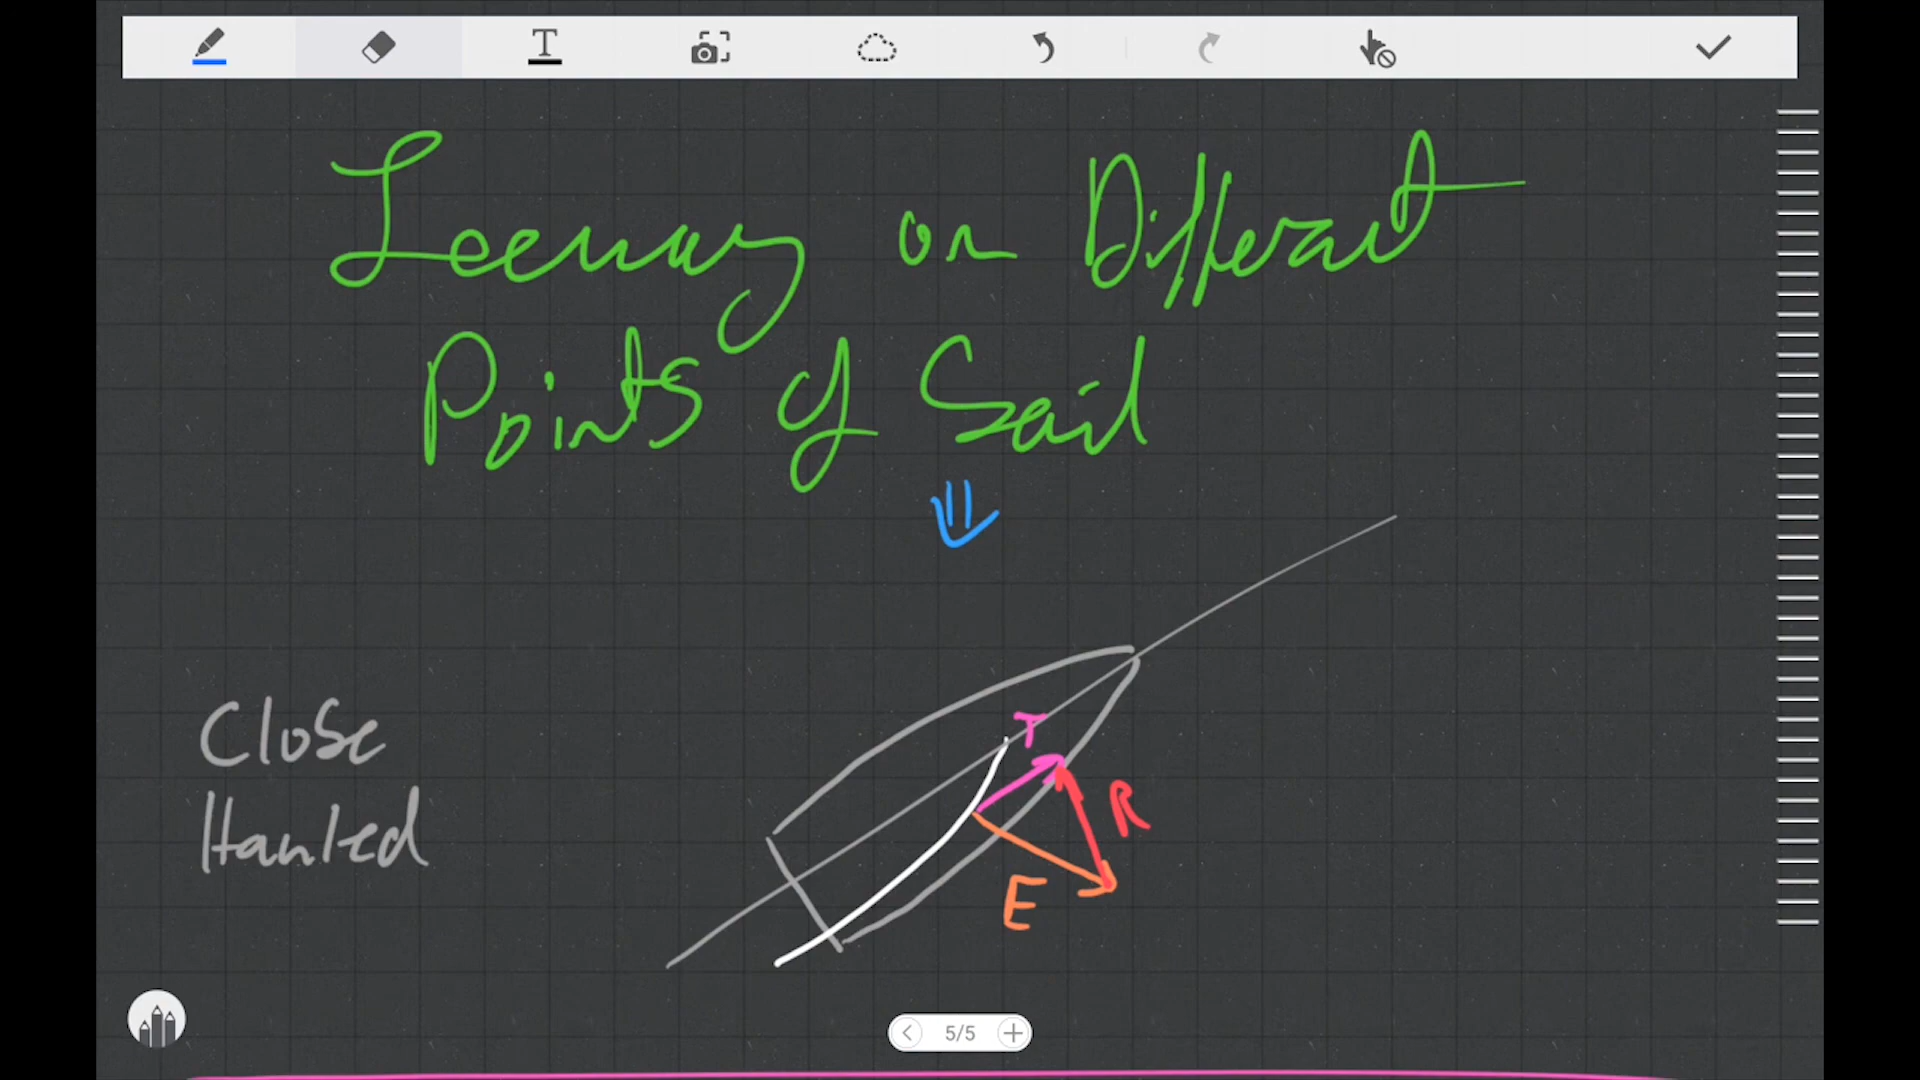 T
Leeway on Different
Points of Sail
T
Close
Hauled
R
E
5/5